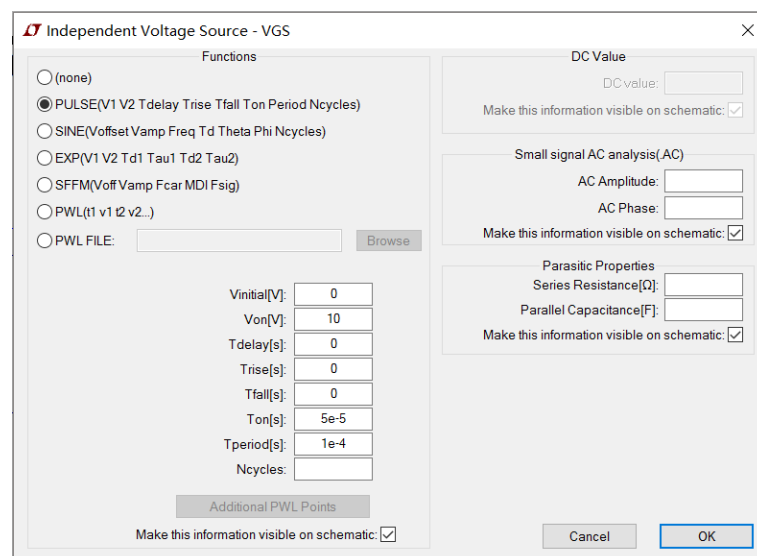 Independent Voltage Source - VGS
Functions
(none)
PULSE(V1 V2 Tdelay Trise Tfall Ton Period Ncycles)
SINE(Voffset Vamp Freq Td Theta Phi Ncycles)
EXP(V1 V2 Td1 Tau1 Td2 Tau2)
SFFM(Voff Vamp Fcar MDI Fsig)
PWL(t1 v1 t2 v2...)
PWL FILE: Browse
Vinitial[V]: 0
Von[V]: 10
Tdelay[s]: 0
Trise[s]: 0
Tfall[s]: 0
Ton[s]: 5e-5
Tperiod[s]: 1e-4
Ncycles:
Additional PWL Points
Make this information visible on schematic:
DC Value
DC value:
Make this information visible on schematic:
Small signal AC analysis(.AC)
AC Amplitude:
AC Phase:
Make this information visible on schematic:
Parasitic Properties
Series Resistance[Ω]:
Parallel Capacitance[F]:
Make this information visible on schematic:
Cancel OK